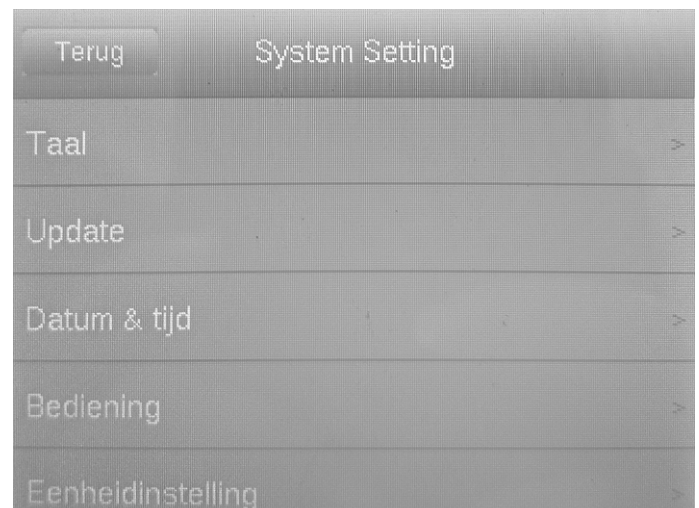 Terug
System Setting
Taal >
Update >
Datum & tijd >
Bediening >
Eenheidinstelling >